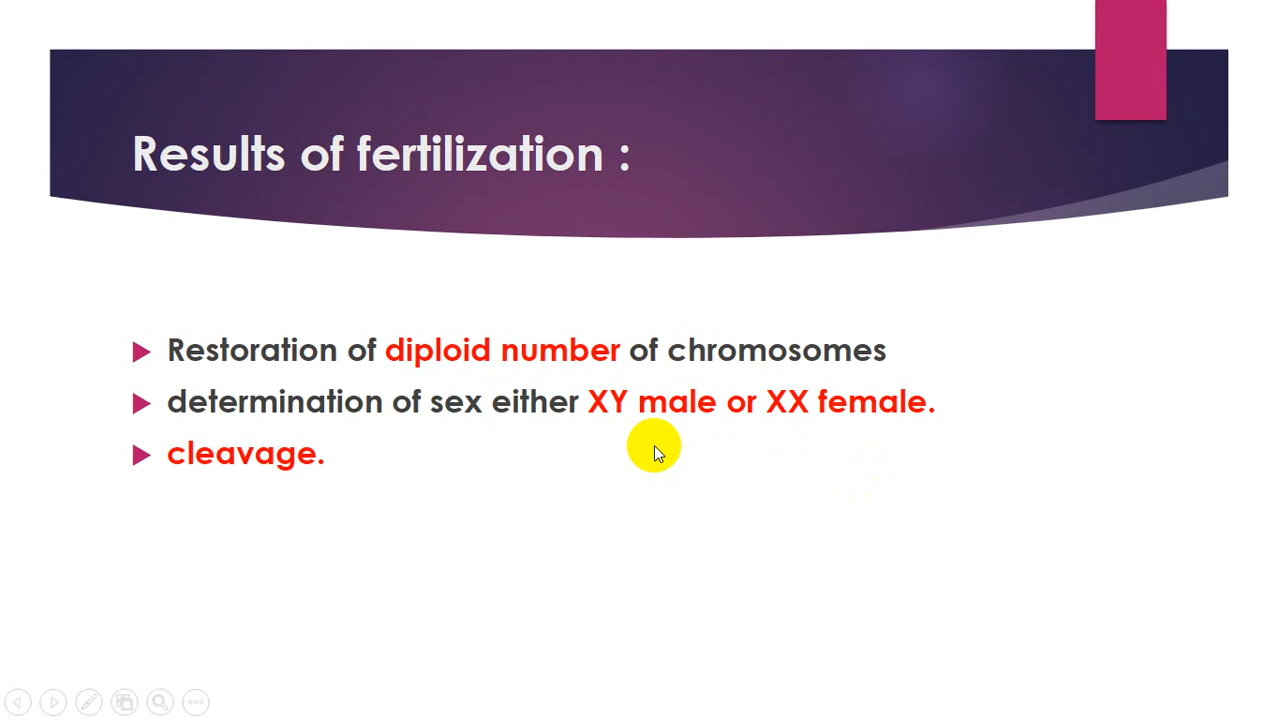 Results of fertilization :
Restoration of diploid number of chromosomes
determination of sex either XY male or XX female.
cleavage.